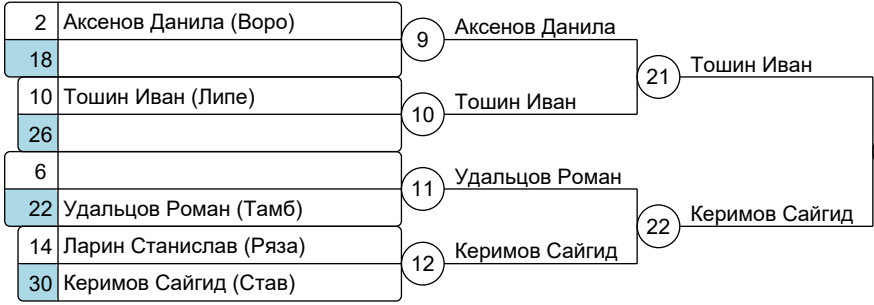 2 Аксенов Данила (Воро)
18
10 Тошин Иван (Липе)
26
6
22 Удальцов Роман (Тамб)
14 Ларин Станислав (Ряза)
30 Керимов Сайгид (Став)
9 Аксенов Данила
10 Тошин Иван
11 Удальцов Роман
12 Керимов Сайгид
21 Тошин Иван
22 Керимов Сайгид